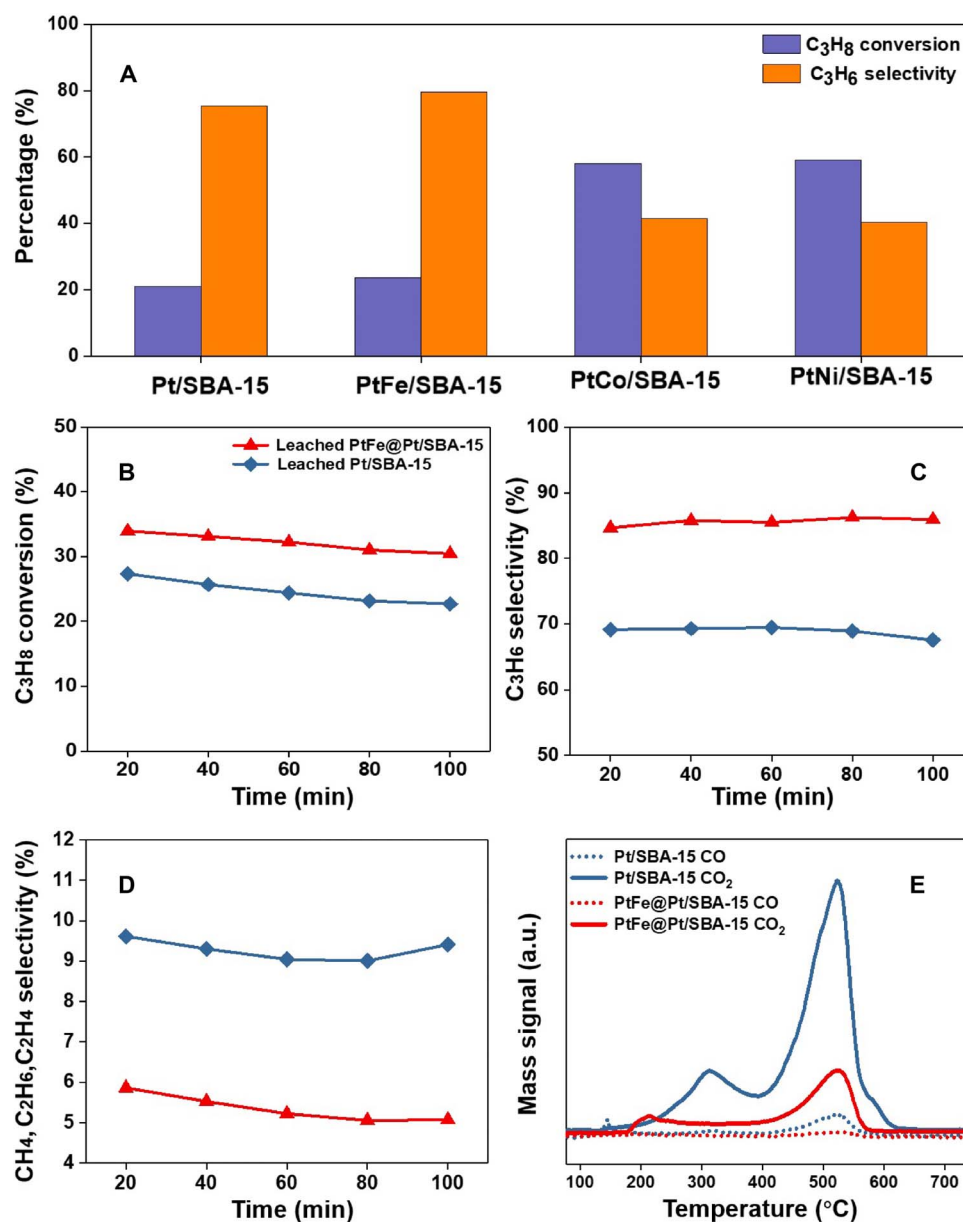 A
C3H8 conversion
C3H6 selectivity
Percentage (%)
100
80
60
40
20
0
Pt/SBA-15
PtFe/SBA-15
PtCo/SBA-15
PtNi/SBA-15
B
Leached PtFe@Pt/SBA-15
Leached Pt/SBA-15
C3H8 conversion (%)
50
40
30
20
10
0
20 40 60 80 100
Time (min)
C
C3H6 selectivity (%)
100
90
80
70
60
50
20 40 60 80 100
Time (min)
D
CH4, C2H6,C2H4 selectivity (%)
12
11
10
9
8
7
6
5
4
20 40 60 80 100
Time (min)
E
Pt/SBA-15 CO
Pt/SBA-15 CO2
PtFe@Pt/SBA-15 CO
PtFe@Pt/SBA-15 CO2
Mass signal (a.u.)
100 200 300 400 500 600 700
Temperature (°C)